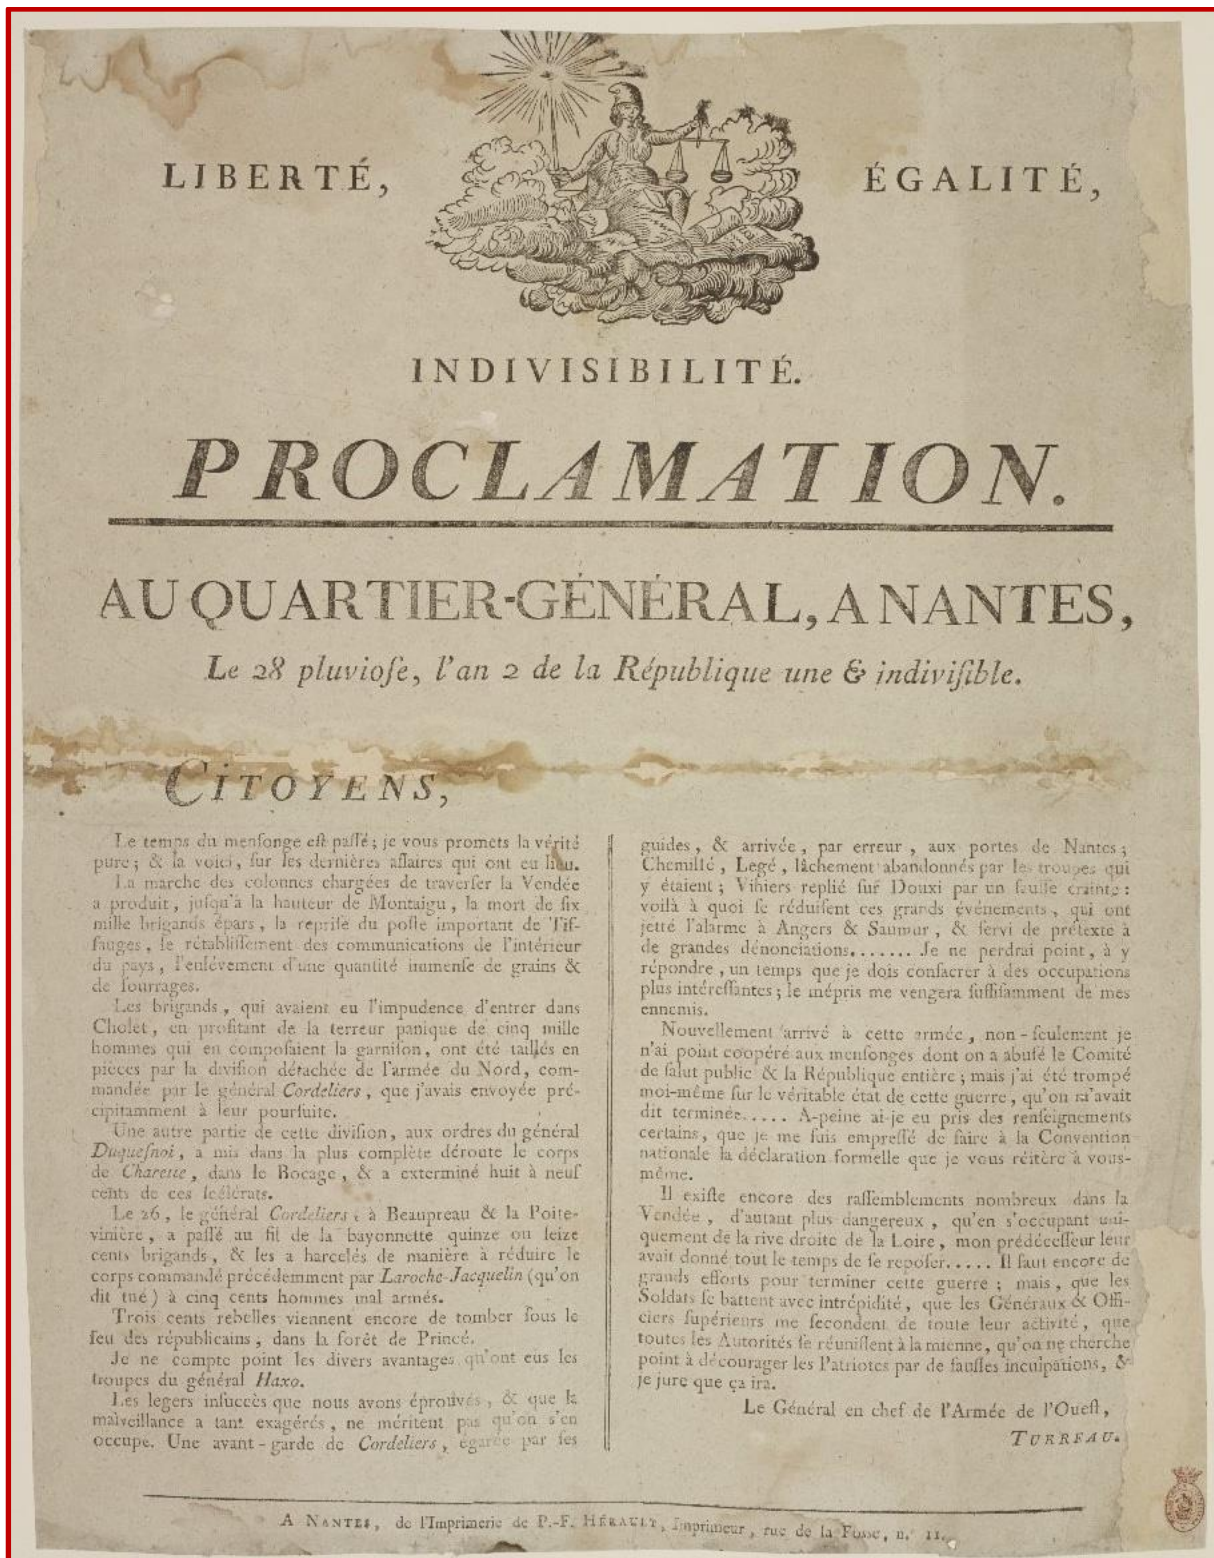 LIBERTÉ,
ÉGALITÉ,
INDIVISIBILITÉ.
PROCLAMATION.
AU QUARTIER-GÉNÉRAL, A NANTES,
Le 28 pluvioſe, l'an 2 de la République une & indiviſible.
CITOYENS,
Le temps du menſonge eſt paſſé ; je vous promets la vérité
pure ; & la voici, ſur les dernières affaires qui ont eu lieu.
La marche des colonnes chargées de traverſer la Vendée
a produit, juſqu'à la hauteur de Montaigu, la mort de ſix
mille brigands épars, la repriſe du poſte important de Tif-
fauges, le rétabliſſement des communications de l'intérieur
du pays, l'enlévement d'une quantité immenſe de grains &
de fourrages.
Les brigands, qui avaient eu l'impudence d'entrer dans
Cholet, en profitant de la terreur panique de cinq mille
hommes qui en compoſaient la garniſon, ont été taillés en
pièces par la diviſion détachée de l'armée du Nord, com-
mandée par le général Cordeliers, que j'avais envoyée pré-
cipitamment à leur pourſuite.
Une autre partie de cette diviſion, aux ordres du général
Duqueſnoi, a mis dans la plus complète déroute le corps
de Charette, dans le Bocage, & a exterminé huit à neuf
cents de ces ſcélérats.
Le 26, le général Cordeliers, à Beaupreau & la Poite-
vinière, a paſſé au fil de la bayonnette quinze ou ſeize
cents brigands, & les a harcelés de manière à réduire le
corps commandé précédemment par Laroche-Jacquelin (qu'on
dit tué) à cinq cents hommes mal armés.
Trois cents rebelles viennent encore de tomber ſous le
feu des républicains, dans la forêt de Princé.
Je ne compte point les divers avantages qu'ont eus les
troupes du général Haxo.
Les legers inſuccès que nous avons éprouvés, & que la
malveillance a tant exagérés, ne méritent pas qu'on s'en
occupe. Une avant-garde de Cordeliers, égarée par ſes
guides, & arrivée, par erreur, aux portes de Nantes ;
Chemillé, Legé, lâchement abandonnés par les troupes qui
y étaient ; Vihiers replié ſur Douxi par un ſauſſe crainte :
voilà à quoi ſe réduiſent ces grands événements, qui ont
jetté l'alarme à Angers & Saumur, & ſervi de prétexte à
de grandes dénonciations....... Je ne perdrai point, à y
répondre, un temps que je dois conſacrer à des occupations
plus intéreſſantes ; le mépris me vengera ſuffiſamment de mes
ennemis.
Nouvellement arrivé à cette armée, non-ſeulement je
n'ai point coopéré aux menſonges dont on a abuſé le Comité
de ſalut public & la République entière ; mais j'ai été trompé
moi-même ſur le véritable état de cette guerre, qu'on m'avait
dit terminée..... A-peine ai-je eu pris des renſeignements
certains, que je me ſuis empreſſé de faire à la Convention
nationale la déclaration formelle que je vous réitère à vous-
même.
Il exiſte encore des raſſemblements nombreux dans la
Vendée, d'autant plus dangereux, qu'en s'occupant uni-
quement de la rive droite de la Loire, mon prédéceſſeur leur
avait donné tout le temps de ſe repoſer..... Il faut encore de
grands efforts pour terminer cette guerre ; mais, que les
Soldats ſe battent avec intrépidité, que les Généraux & Offi-
ciers ſupérieurs me ſecondent de toute leur activité, que
toutes les Autorités ſe réuniſſent à la mienne, qu'on ne cherche
point à décourager les Patriotes par de fauſſes inculpations, &
je jure que ça ira.
Le Général en chef de l'Armée de l'Oueſt,
TURREAU.
A NANTES, de l'Imprimerie de P.-F. HÉRAULT, Imprimeur, rue de la Foſſe, n. 11.